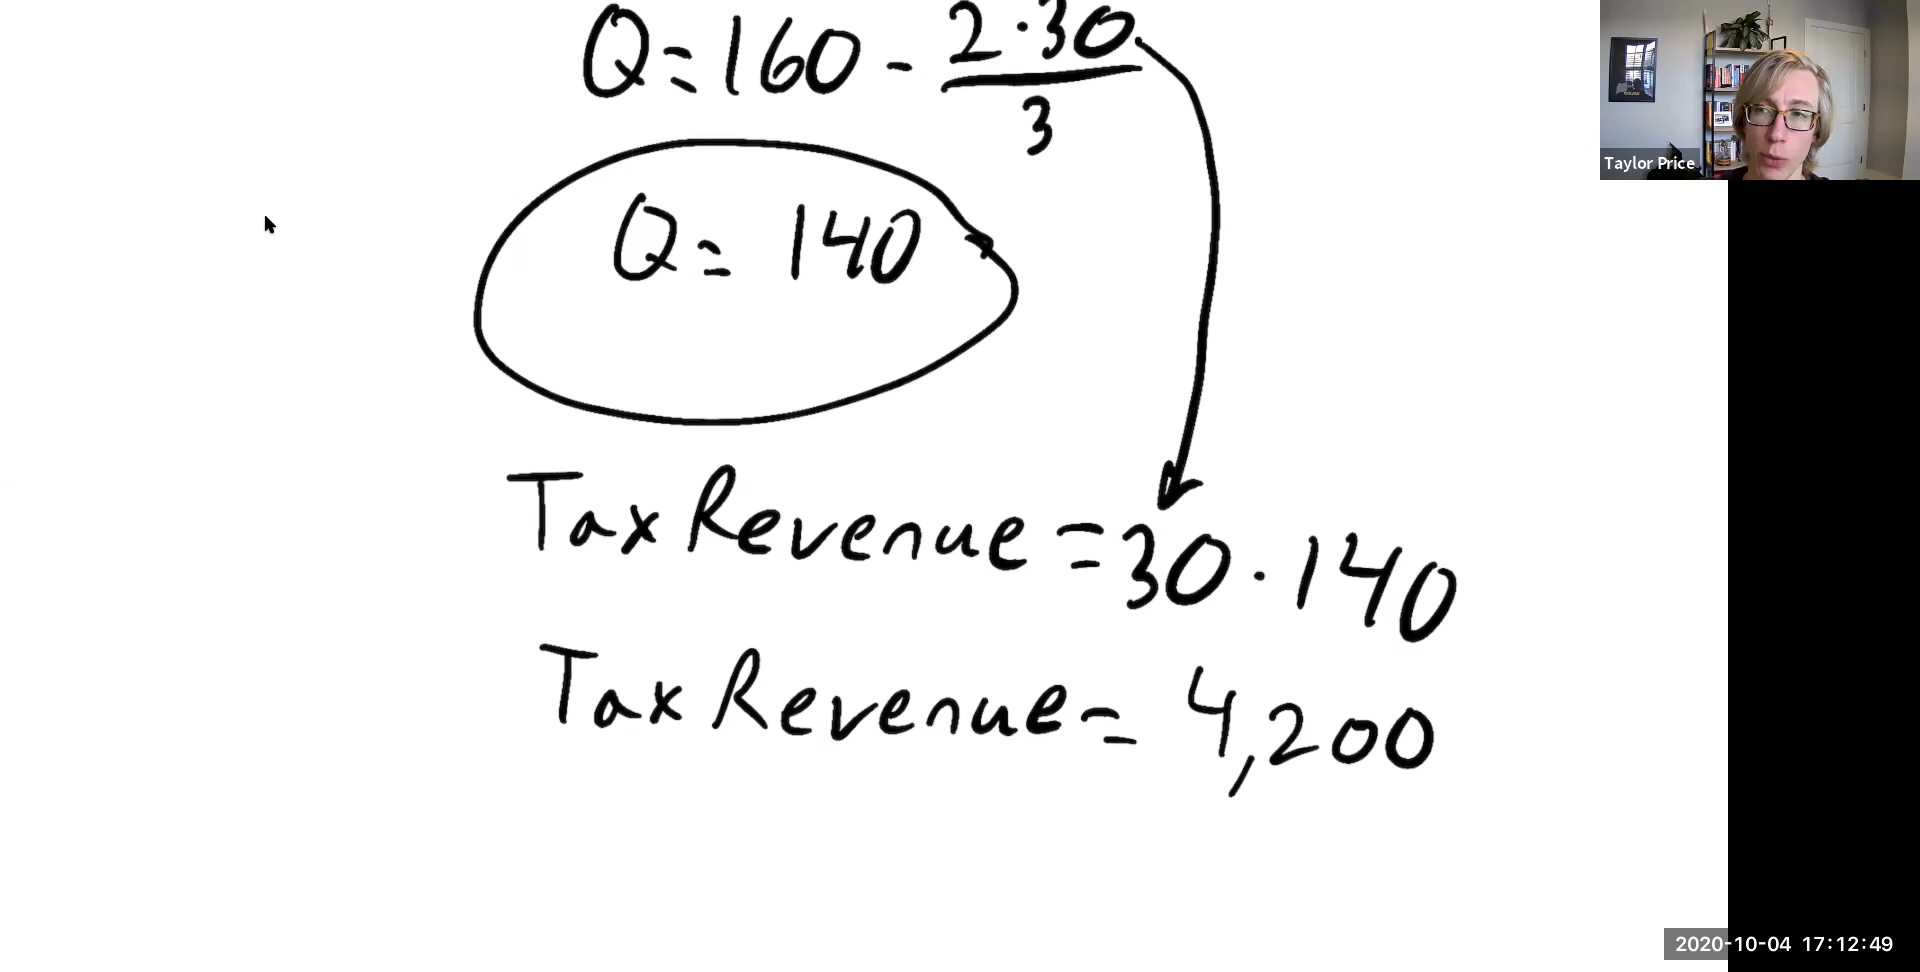 Q = 160 - 2·30/3
Q = 140
Tax Revenue = 30·140
Tax Revenue = 4,200
Taylor Price
2020-10-04 17:12:49